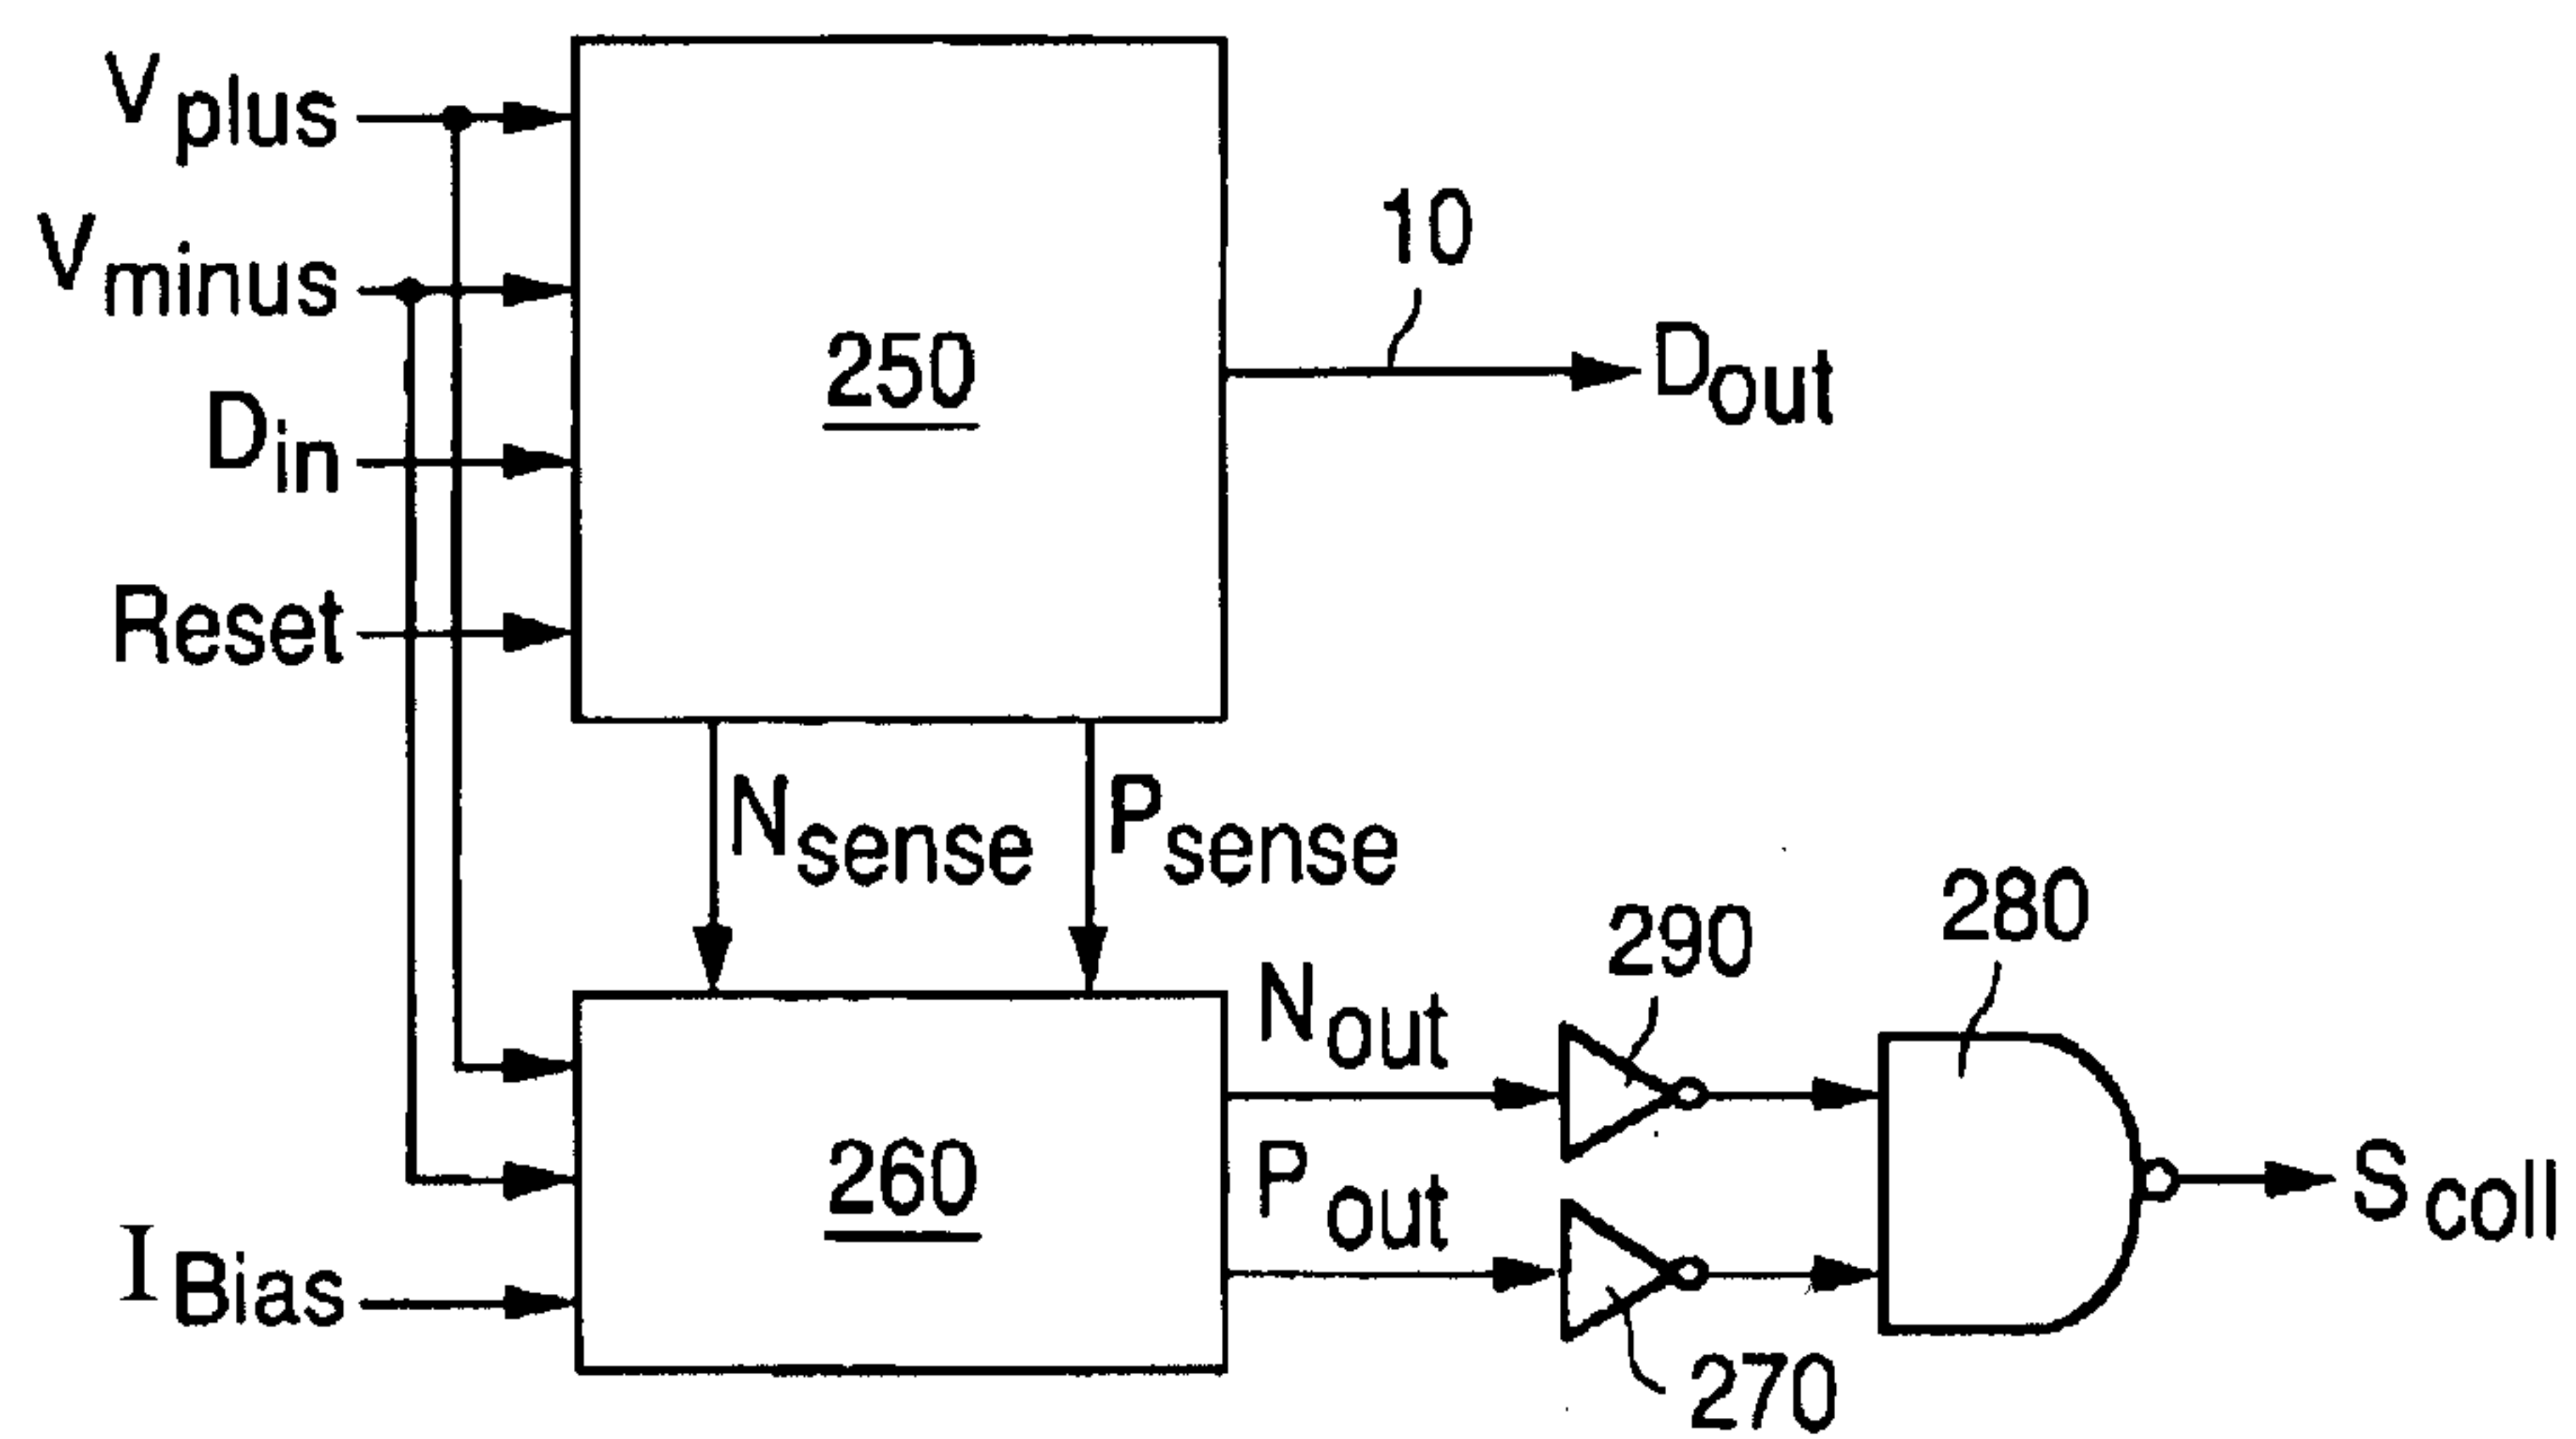 Vplus
Vminus
Din
Reset
250
10
Dout
Nsense
Psense
IBias
260
Nout
Pout
290
280
270
Scoll